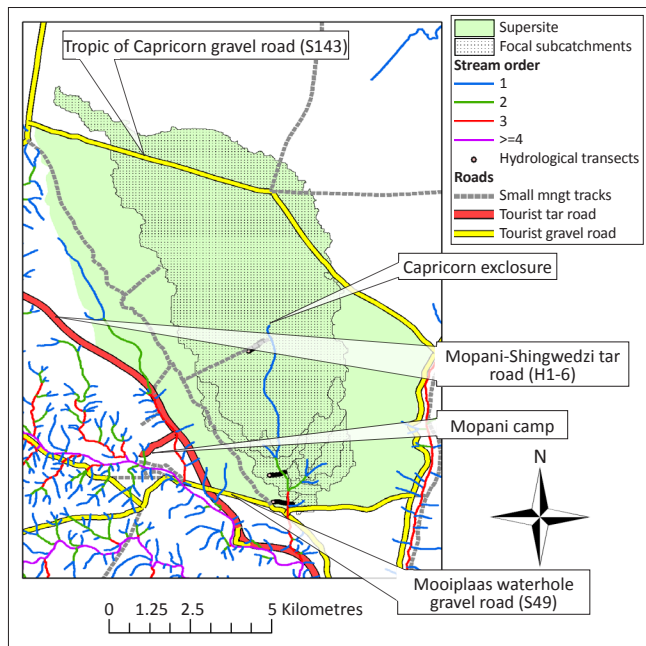 Tropic of Capricorn gravel road (S143)
Supersite
Focal subcatchments
Stream order
1
2
3
>=4
Hydrological transects
Roads
Small mngt tracks
Tourist tar road
Tourist gravel road
Capricorn exclosure
Mopani-Shingwedzi tar
road (H1-6)
Mopani camp
N
Mooiplaas waterhole
gravel road (S49)
0 1.25 2.5 5 Kilometres